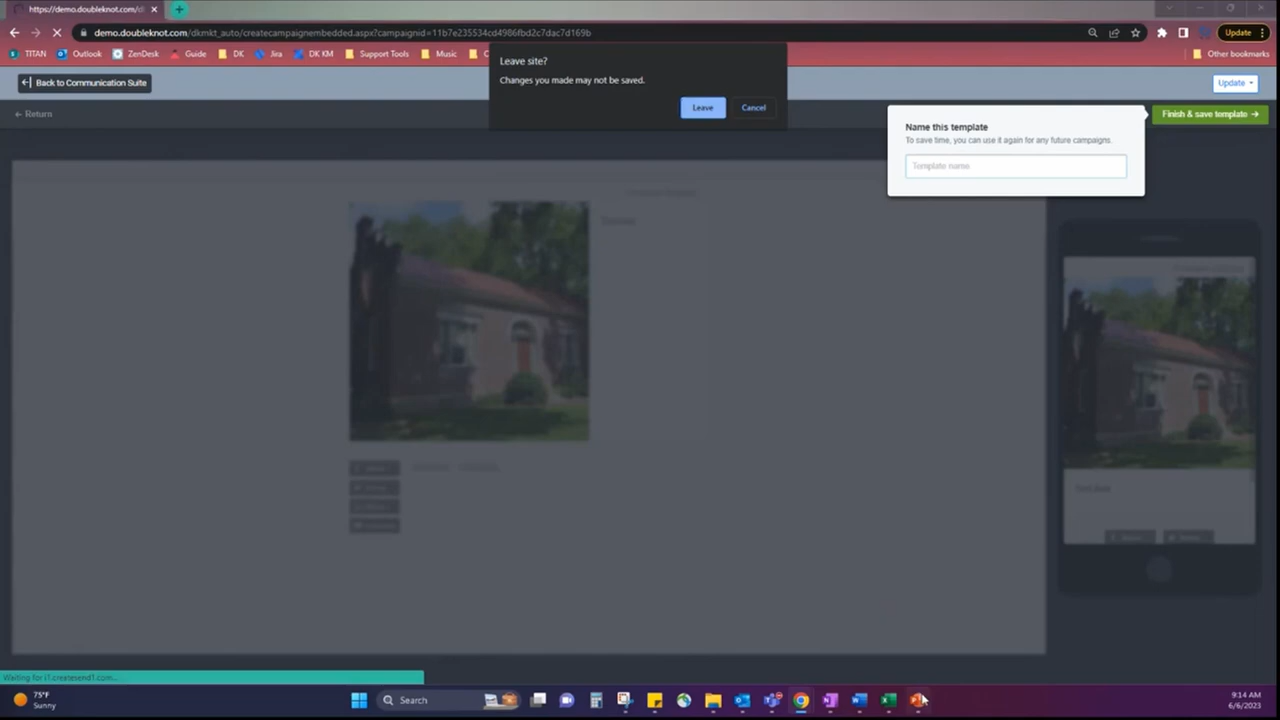 https://demo.doubleknot.com/d
demo.doubleknot.com/dkmkt_auto/createcampaignembedded.aspx?campaignid=11b7e235534cd4986fbd2c7dac7d169b
Update
TITAN Outlook ZenDesk Guide DK Jira DK KM Support Tools Music C Other bookmarks
Leave site?
Changes you made may not be saved.
Leave Cancel
Back to Communication Suite
Update
← Return
Finish & save template →
Name this template
To save time, you can use it again for any future campaigns.
Template name
Waiting for i1.createsend1.com...
75°F
Sunny
Search
9:14 AM
6/6/2023